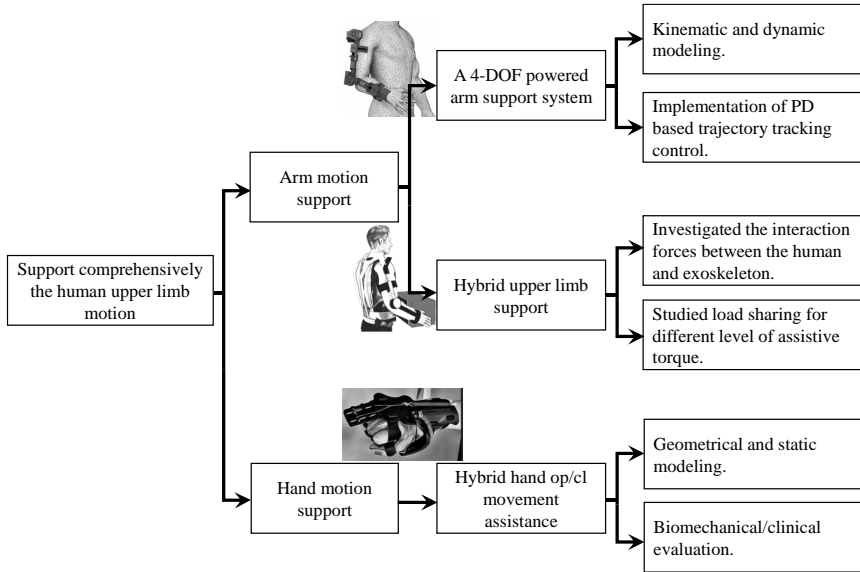 Support comprehensively
the human upper limb
motion
Arm motion
support
A 4-DOF powered
arm support system
Kinematic and dynamic
modeling.
Implementation of PD
based trajectory tracking
control.
Hybrid upper limb
support
Investigated the interaction
forces between the human
and exoskeleton.
Studied load sharing for
different level of assistive
torque.
Hand motion
support
Hybrid hand op/cl
movement
assistance
Geometrical and static
modeling.
Biomechanical/clinical
evaluation.